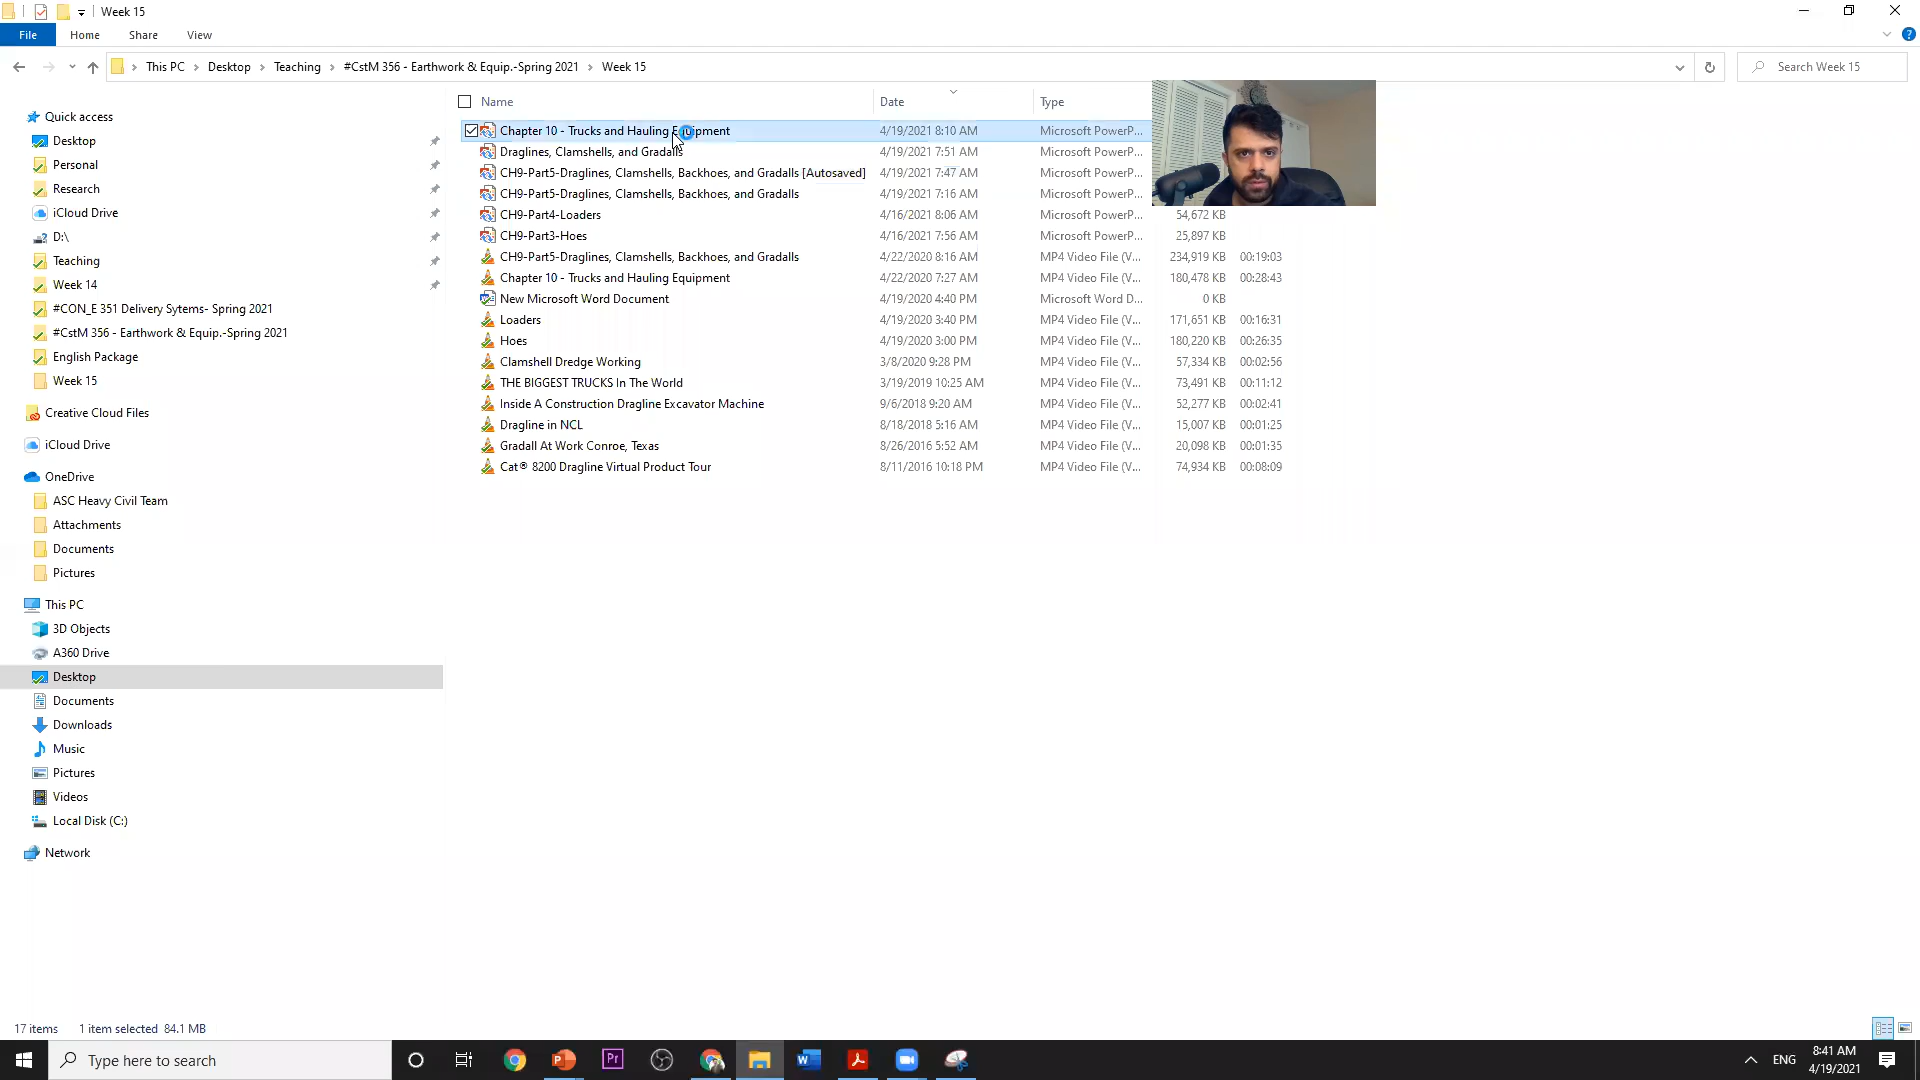 Week 15
File Home Share View
This PC Desktop Teaching #CstM 356 - Earthwork & Equip.-Spring 2021 Week 15
Search Week 15
Name Date Type
Chapter 10 - Trucks and Hauling Equipment 4/19/2021 8:10 AM Microsoft PowerP...
Draglines, Clamshells, and Gradalls 4/19/2021 7:51 AM Microsoft PowerP...
CH9-Part5-Draglines, Clamshells, Backhoes, and Gradalls [Autosaved] 4/19/2021 7:47 AM Microsoft PowerP...
CH9-Part5-Draglines, Clamshells, Backhoes, and Gradalls 4/19/2021 7:16 AM Microsoft PowerP...
CH9-Part4-Loaders 4/16/2021 8:06 AM Microsoft PowerP... 54,672 KB
CH9-Part3-Hoes 4/16/2021 7:56 AM Microsoft PowerP... 25,897 KB
CH9-Part5-Draglines, Clamshells, Backhoes, and Gradalls 4/22/2020 8:16 AM MP4 Video File (V... 234,919 KB 00:19:03
Chapter 10 - Trucks and Hauling Equipment 4/22/2020 7:27 AM MP4 Video File (V... 180,478 KB 00:28:43
New Microsoft Word Document 4/19/2020 4:40 PM Microsoft Word D... 0 KB
Loaders 4/19/2020 3:40 PM MP4 Video File (V... 171,651 KB 00:16:31
Hoes 4/19/2020 3:00 PM MP4 Video File (V... 180,220 KB 00:26:35
Clamshell Dredge Working 3/8/2020 9:28 PM MP4 Video File (V... 57,334 KB 00:02:56
THE BIGGEST TRUCKS In The World 3/19/2019 10:25 AM MP4 Video File (V... 73,491 KB 00:11:12
Inside A Construction Dragline Excavator Machine 9/6/2018 9:20 AM MP4 Video File (V... 52,277 KB 00:02:41
Dragline in NCL 8/18/2018 5:16 AM MP4 Video File (V... 15,007 KB 00:01:25
Gradall At Work Conroe, Texas 8/26/2016 5:52 AM MP4 Video File (V... 20,098 KB 00:01:35
Cat® 8200 Dragline Virtual Product Tour 8/11/2016 10:18 PM MP4 Video File (V... 74,934 KB 00:08:09
Quick access
Desktop
Personal
Research
iCloud Drive
D:\
Teaching
Week 14
#CON_E 351 Delivery Sytems- Spring 2021
#CstM 356 - Earthwork & Equip.-Spring 2021
English Package
Week 15
Creative Cloud Files
iCloud Drive
OneDrive
ASC Heavy Civil Team
Attachments
Documents
Pictures
This PC
3D Objects
A360 Drive
Desktop
Documents
Downloads
Music
Pictures
Videos
Local Disk (C:)
Network
17 items 1 item selected 84.1 MB
Type here to search
ENG
8:41 AM
4/19/2021